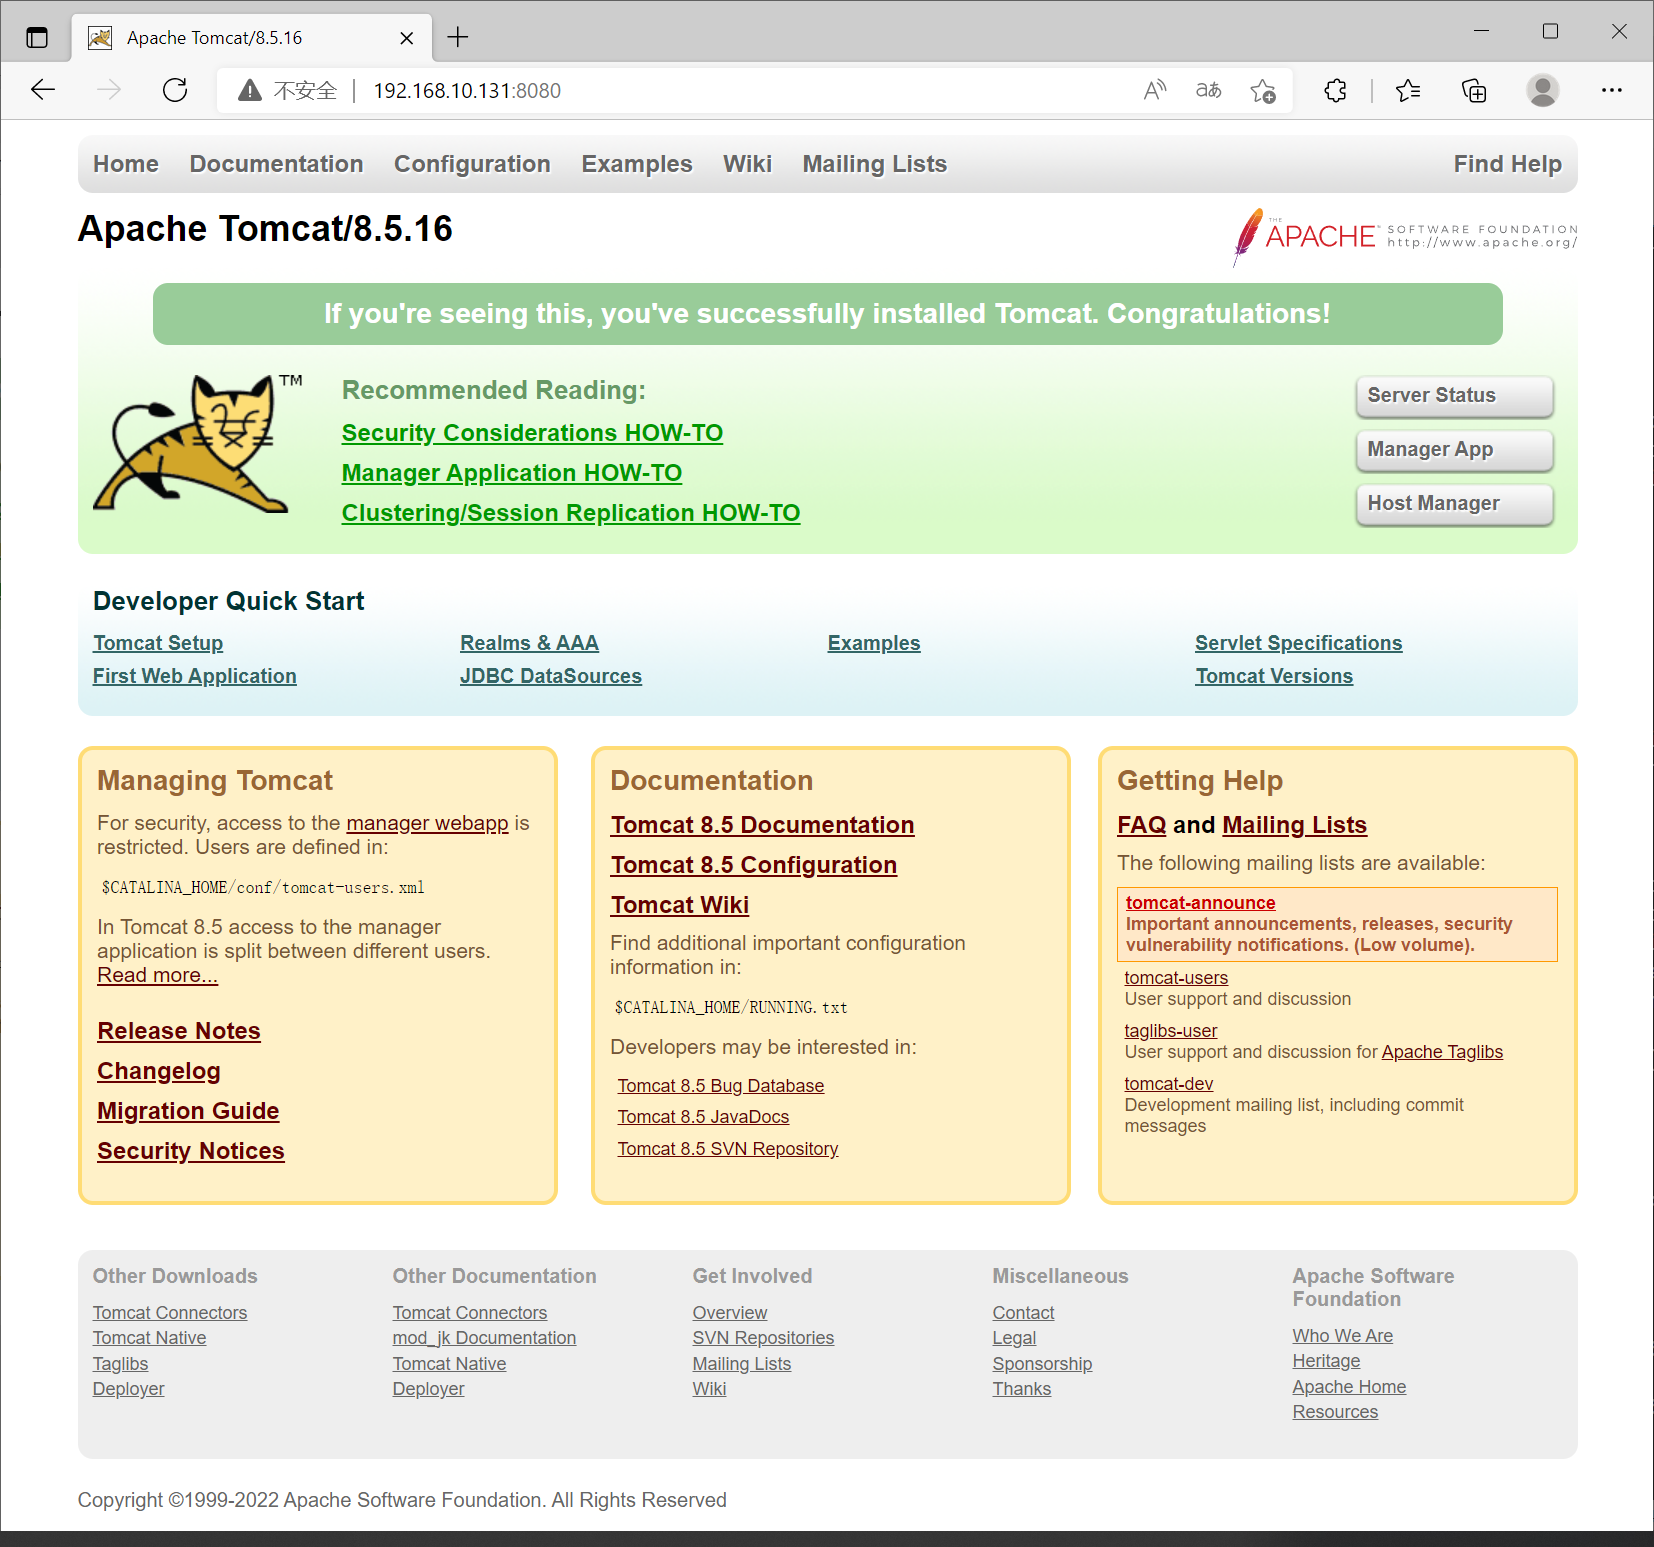 Apache Tomcat/8.5.16
不安全 | 192.168.10.131:8080
Home Documentation Configuration Examples Wiki Mailing Lists Find Help
Apache Tomcat/8.5.16
THE APACHE™ SOFTWARE FOUNDATION
http://www.apache.org/
If you're seeing this, you've successfully installed Tomcat. Congratulations!
TM
Recommended Reading:
Security Considerations HOW-TO
Manager Application HOW-TO
Clustering/Session Replication HOW-TO
Server Status
Manager App
Host Manager
Developer Quick Start
Tomcat Setup
First Web Application
Realms & AAA
JDBC DataSources
Examples
Servlet Specifications
Tomcat Versions
Managing Tomcat
For security, access to the manager webapp is
restricted. Users are defined in:
$CATALINA_HOME/conf/tomcat-users.xml
In Tomcat 8.5 access to the manager
application is split between different users.
Read more...
Release Notes
Changelog
Migration Guide
Security Notices
Documentation
Tomcat 8.5 Documentation
Tomcat 8.5 Configuration
Tomcat Wiki
Find additional important configuration
information in:
$CATALINA_HOME/RUNNING.txt
Developers may be interested in:
Tomcat 8.5 Bug Database
Tomcat 8.5 JavaDocs
Tomcat 8.5 SVN Repository
Getting Help
FAQ and Mailing Lists
The following mailing lists are available:
tomcat-announce
Important announcements, releases, security
vulnerability notifications. (Low volume).
tomcat-users
User support and discussion
taglibs-user
User support and discussion for Apache Taglibs
tomcat-dev
Development mailing list, including commit
messages
Other Downloads
Tomcat Connectors
Tomcat Native
Taglibs
Deployer
Other Documentation
Tomcat Connectors
mod_jk Documentation
Tomcat Native
Deployer
Get Involved
Overview
SVN Repositories
Mailing Lists
Wiki
Miscellaneous
Contact
Legal
Sponsorship
Thanks
Apache Software
Foundation
Who We Are
Heritage
Apache Home
Resources
Copyright ©1999-2022 Apache Software Foundation. All Rights Reserved